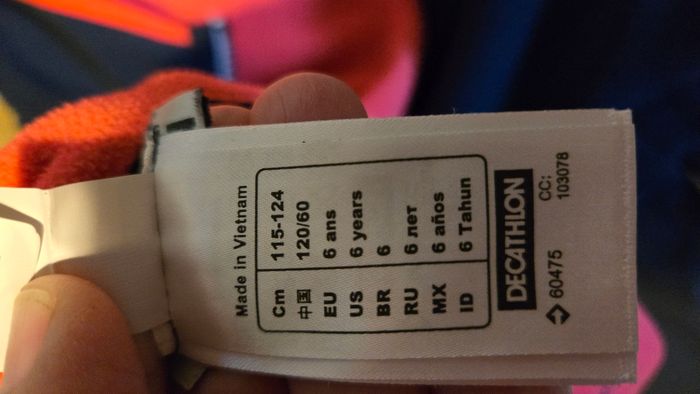 Made in Vietnam
Cm 115-124
中国 120/60
EU 6 ans
US 6 years
BR 6
RU 6 лет
MX 6 años
ID 6 Tahun
DECATHLON
60475
CC:
103078